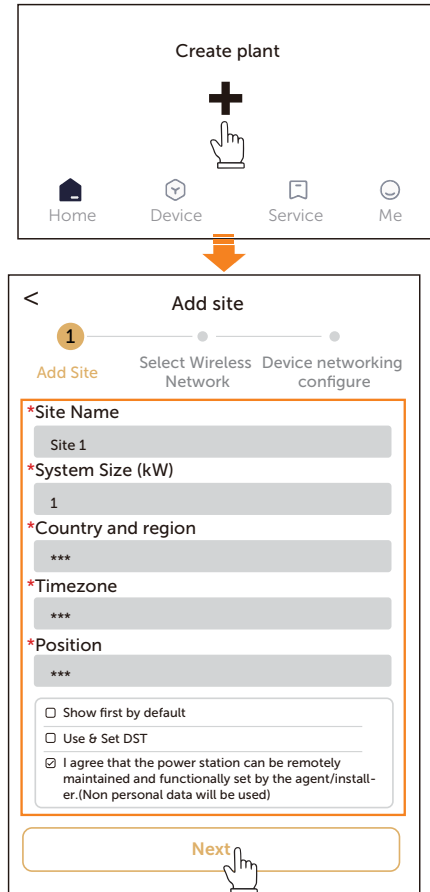 Create plant
Home Device Service Me
<
Add site
1
Add Site Select Wireless Device networking
Network configure
*Site Name
Site 1
*System Size (kW)
1
*Country and region
***
*Timezone
***
*Position
***
Show first by default
Use & Set DST
I agree that the power station can be remotely
maintained and functionally set by the agent/install-
er.(Non personal data will be used)
Next